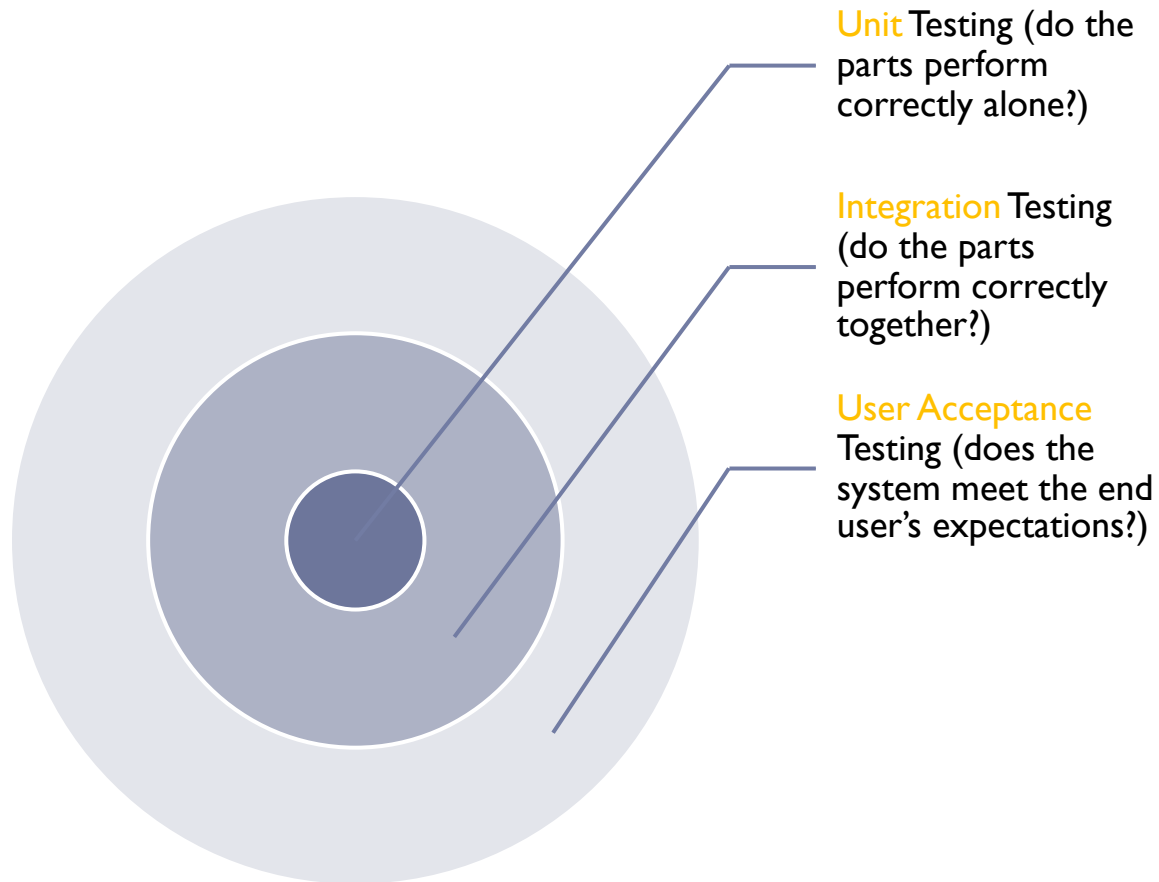 Unit Testing (do the
parts perform
correctly alone?)
Integration Testing
(do the parts
perform correctly
together?)
User Acceptance
Testing (does the
system meet the end
user’s expectations?)